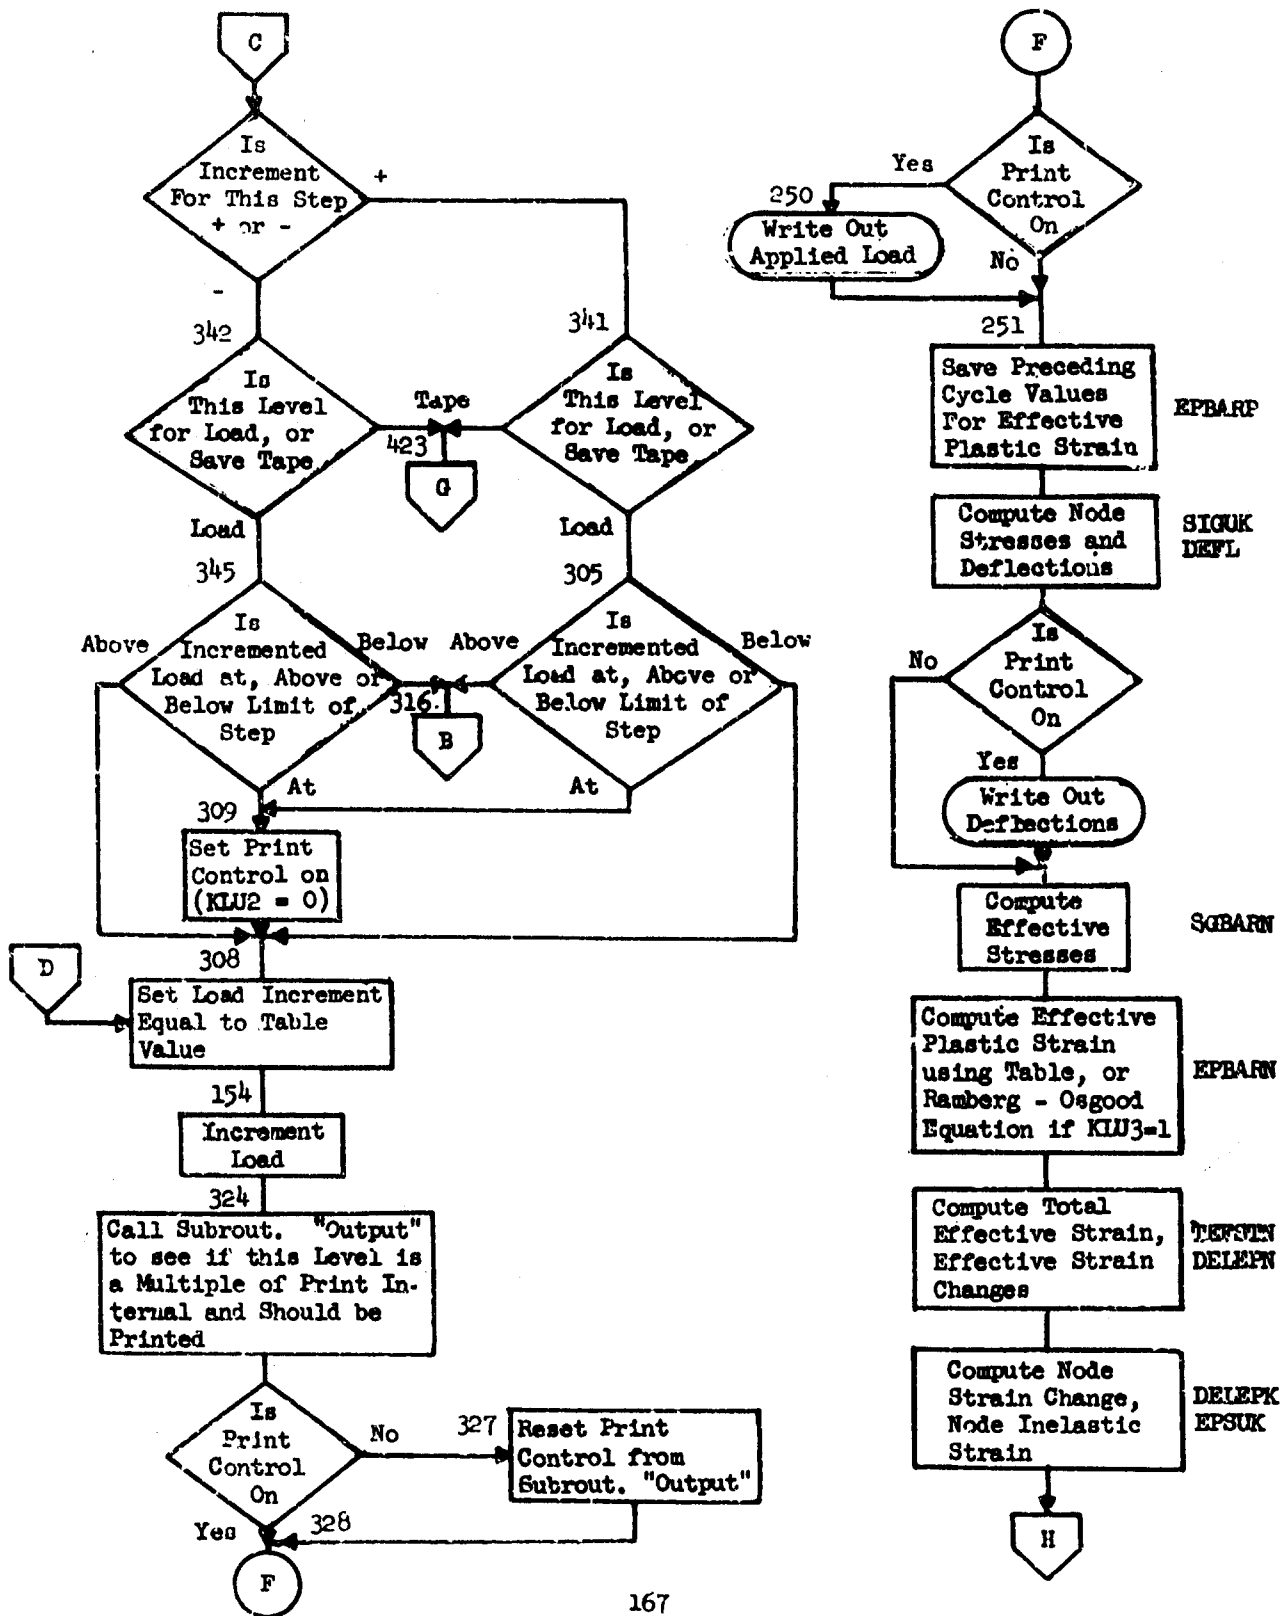 C
Is
Increment
For This Step
+ or -
+
-
342
Is
This Level
for Load, or
Save Tape
Tape
423
G
341
Is
This Level
for Load, or
Save Tape
Load
Load
345
305
Above
Is
Incremented
Load at, Above or
Below Limit of
Step
Below
Above
316
B
Is
Incremented
Load at, Above or
Below Limit of
Step
Below
At
At
309
Set Print
Control on
(KLU2 = 0)
308
D
Set Load Increment
Equal to Table
Value
154
Increment
Load
324
Call Subrout. "Output"
to see if this Level is
a Multiple of Print In-
ternal and Should be
Printed
Is
Print
Control
On
No
327
Reset Print
Control from
Subrout. "Output"
Yes
328
F
F
Is
Print
Control
On
Yes
250
Write Out
Applied Load
No
251
Save Preceding
Cycle Values
For Effective
Plastic Strain
EPBARP
Compute Node
Stresses and
Deflections
SIGUK
DEFL
Is
Print
Control
On
No
Yes
Write Out
Deflections
Compute
Effective
Stresses
SGBARN
Compute Effective
Plastic Strain
using Table, or
Ramberg - Osgood
Equation if KLU3=1
EPBARN
Compute Total
Effective Strain,
Effective Strain
Changes
TEFSTN
DELEPN
Compute Node
Strain Change,
Node Inelastic
Strain
DELEPK
EPSUK
H
167